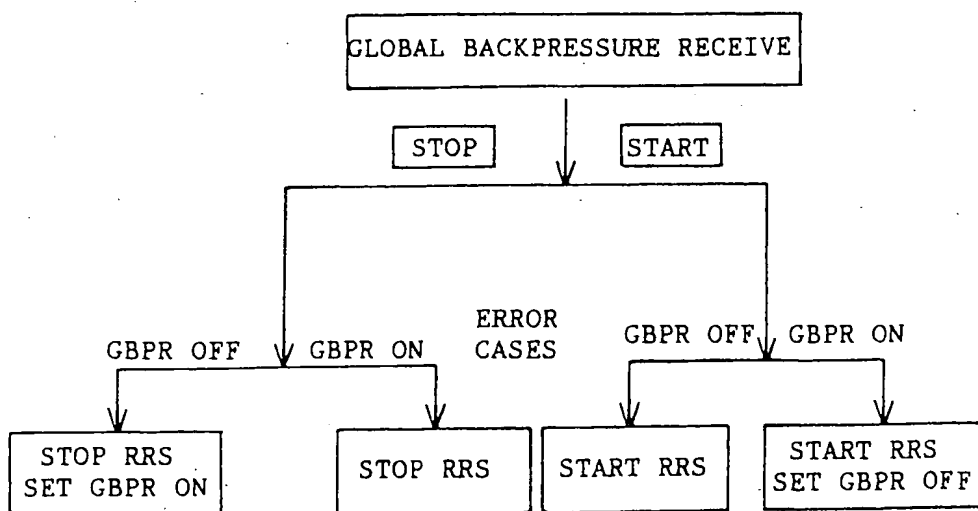 GLOBAL BACKPRESSURE RECEIVE
STOP
START
ERROR
CASES
GBPR OFF
GBPR ON
GBPR OFF
GBPR ON
STOP RRS
SET GBPR ON
STOP RRS
START RRS
START RRS
SET GBPR OFF